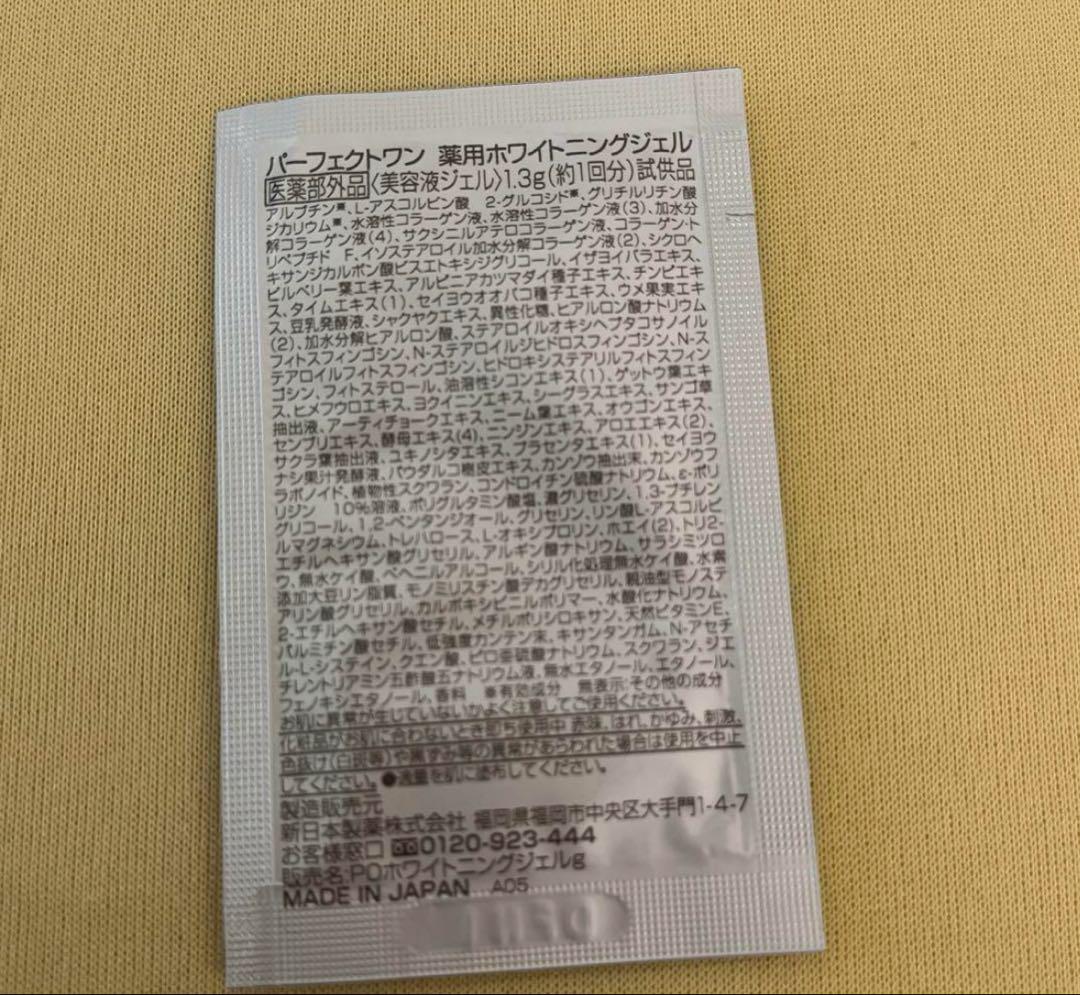 パーフェクトワン 薬用ホワイトニングジェル
医薬部外品〈美容液ジェル〉1.3g(約1回分)試供品
アルブチン※、L-アスコルビン酸 2-グルコシド※、グリチルリチン酸
ジカリウム※、水溶性コラーゲン液、水溶性コラーゲン液(3)、加水分
解コラーゲン液(4)、サクシニルアテロコラーゲン液、コラーゲン・ト
リペプチド F、イソステアロイル加水分解コラーゲン液(2)、シクロヘ
キサンジカルボン酸ビスエトキシジグリコール、イザヨイバラエキス、
ビルベリー葉エキス、アルピニアカツマダイ種子エキス、チンピエキ
ス、タイムエキス(1)、セイヨウオオバコ種子エキス、ウメ果実エキ
ス、豆乳発酵液、シャクヤクエキス、異性化糖、ヒアルロン酸ナトリウム
(2)、加水分解ヒアルロン酸、ステアロイルオキシヘプタコサノイル
フィトスフィンゴシン、N-ステアロイルジヒドロスフィンゴシン、N-ス
テアロイルフィトスフィンゴシン、ヒドロキシステアリルフィトスフィン
ゴシン、フィトステロール、油溶性シコンエキス(1)、ゲットウ葉エキ
ス、ヒメフウロエキス、ヨクイニンエキス、シーグラスエキス、サンゴ草
抽出液、アーティチョークエキス、ニーム葉エキス、オウゴンエキス、
センブリエキス、酵母エキス(4)、ニンジンエキス、アロエエキス(2)、
サクラ葉抽出液、ユキノシタエキス、プラセンタエキス(1)、セイヨウ
ナシ果汁発酵液、パウダルコ樹皮エキス、カンゾウ抽出末、カンゾウフ
ラボノイド、植物性スクワラン、コンドロイチン硫酸ナトリウム、ε-ポリ
リジン 10%溶液、ポリグルタミン酸塩、濃グリセリン、1,3-ブチレン
グリコール、1,2-ペンタンジオール、グリセリン、リン酸L-アスコルビ
ルマグネシウム、トレハロース、L-オキシプロリン、ホエイ(2)、トリ2-
エチルヘキサン酸グリセリル、アルギン酸ナトリウム、サラシミツロ
ウ、無水ケイ酸、ベヘニルアルコール、シリル化処理無水ケイ酸、水素
添加大豆リン脂質、モノミリスチン酸デカグリセリル、親油型モノステ
アリン酸グリセリル、カルボキシビニルポリマー、水酸化ナトリウム、
2-エチルヘキサン酸セチル、メチルポリシロキサン、天然ビタミンE、
パルミチン酸セチル、低強度カンテン末、キサンタンガム、N-アセチ
ル-L-システイン、クエン酸、ピロ亜硫酸ナトリウム、スクワラン、ジエ
チレントリアミン五酢酸五ナトリウム液、無水エタノール、エタノール、
フェノキシエタノール、香料 ※有効成分 無表示:その他の成分
お肌に異常が生じていないかよく注意してご使用ください。
化粧品がお肌に合わないとき即ち使用中 赤味、はれ、かゆみ、刺激、
色抜け(白斑等)や黒ずみ等の異常があらわれた場合は使用を中止
してください。●適量を肌に塗布してください。
製造販売元
新日本製薬株式会社 福岡県福岡市中央区大手門1-4-7
お客様窓口 0120-923-444
販売名:POホワイトニングジェルg
MADE IN JAPAN A05